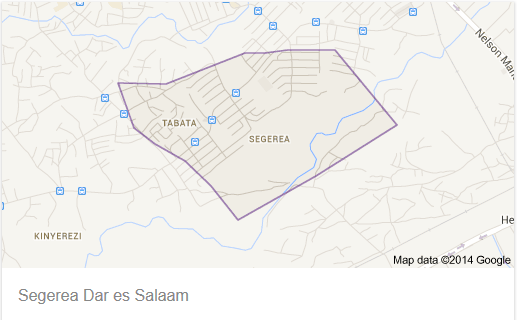 Nelson Man
TABATA
SEGEREA
He
KINYEREZI
Map data ©2014 Google
Segerea Dar es Salaam